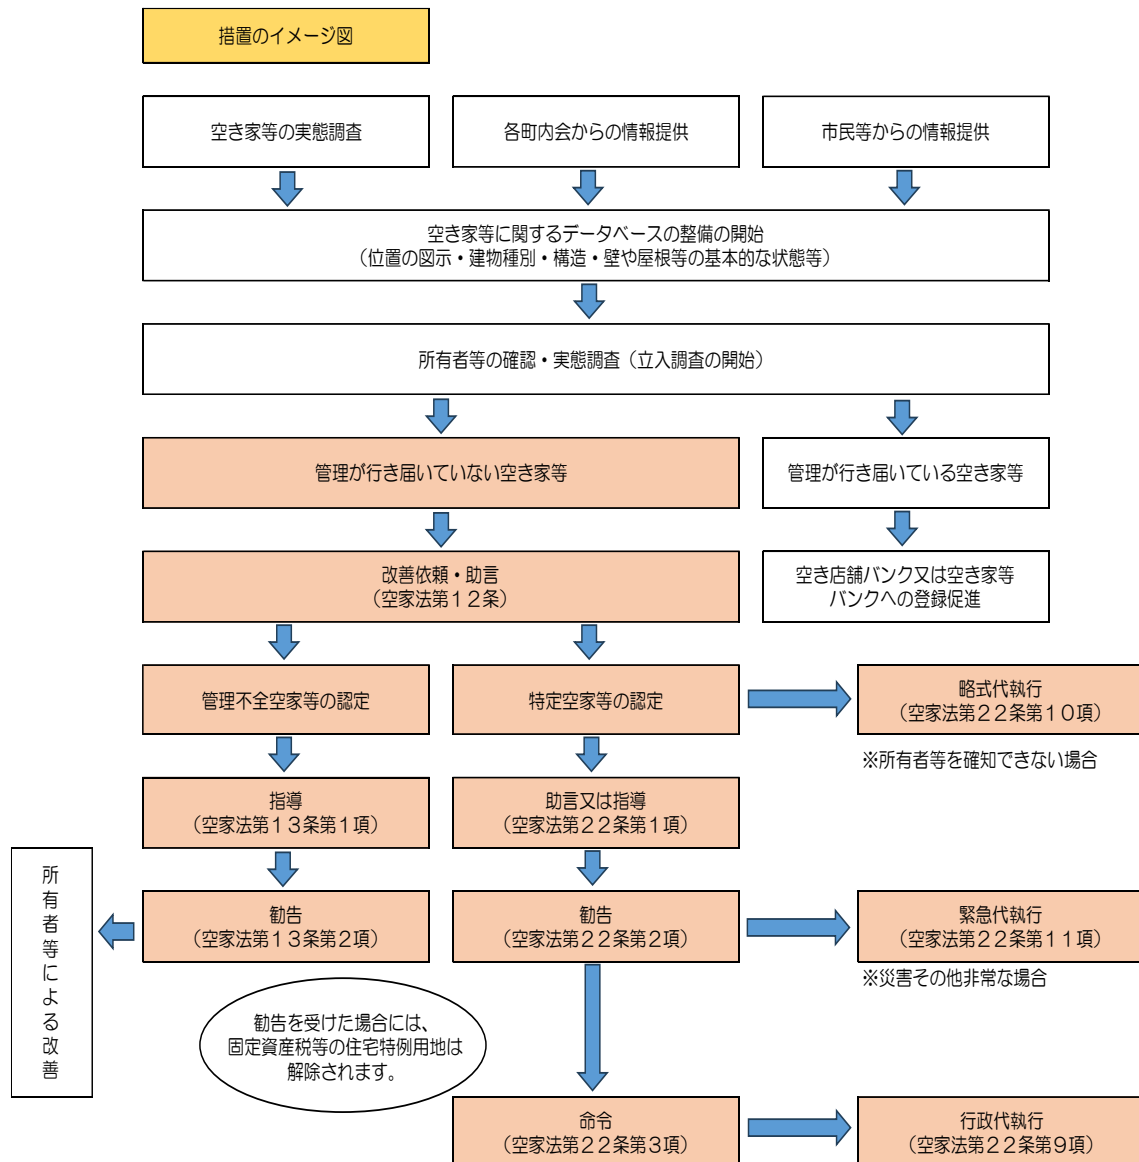 措置のイメージ図
空き家等の実態調査
各町内会からの情報提供
市民等からの情報提供
空き家等に関するデータベースの整備の開始
（位置の図示・建物種別・構造・壁や屋根等の基本的な状態等）
所有者等の確認・実態調査（立入調査の開始）
管理が行き届いていない空き家等
管理が行き届いている空き家等
改善依頼・助言
（空家法第１２条）
空き店舗バンク又は空き家等
バンクへの登録促進
管理不全空家等の認定
特定空家等の認定
略式代執行
（空家法第２２条第１０項）
※所有者等を確知できない場合
指導
（空家法第１３条第１項）
助言又は指導
（空家法第２２条第１項）
所有者等による改善
勧告
（空家法第１３条第２項）
勧告
（空家法第２２条第２項）
緊急代執行
（空家法第２２条第１１項）
※災害その他非常な場合
勧告を受けた場合には、
固定資産税等の住宅特例用地は
解除されます。
命令
（空家法第２２条第３項）
行政代執行
（空家法第２２条第９項）